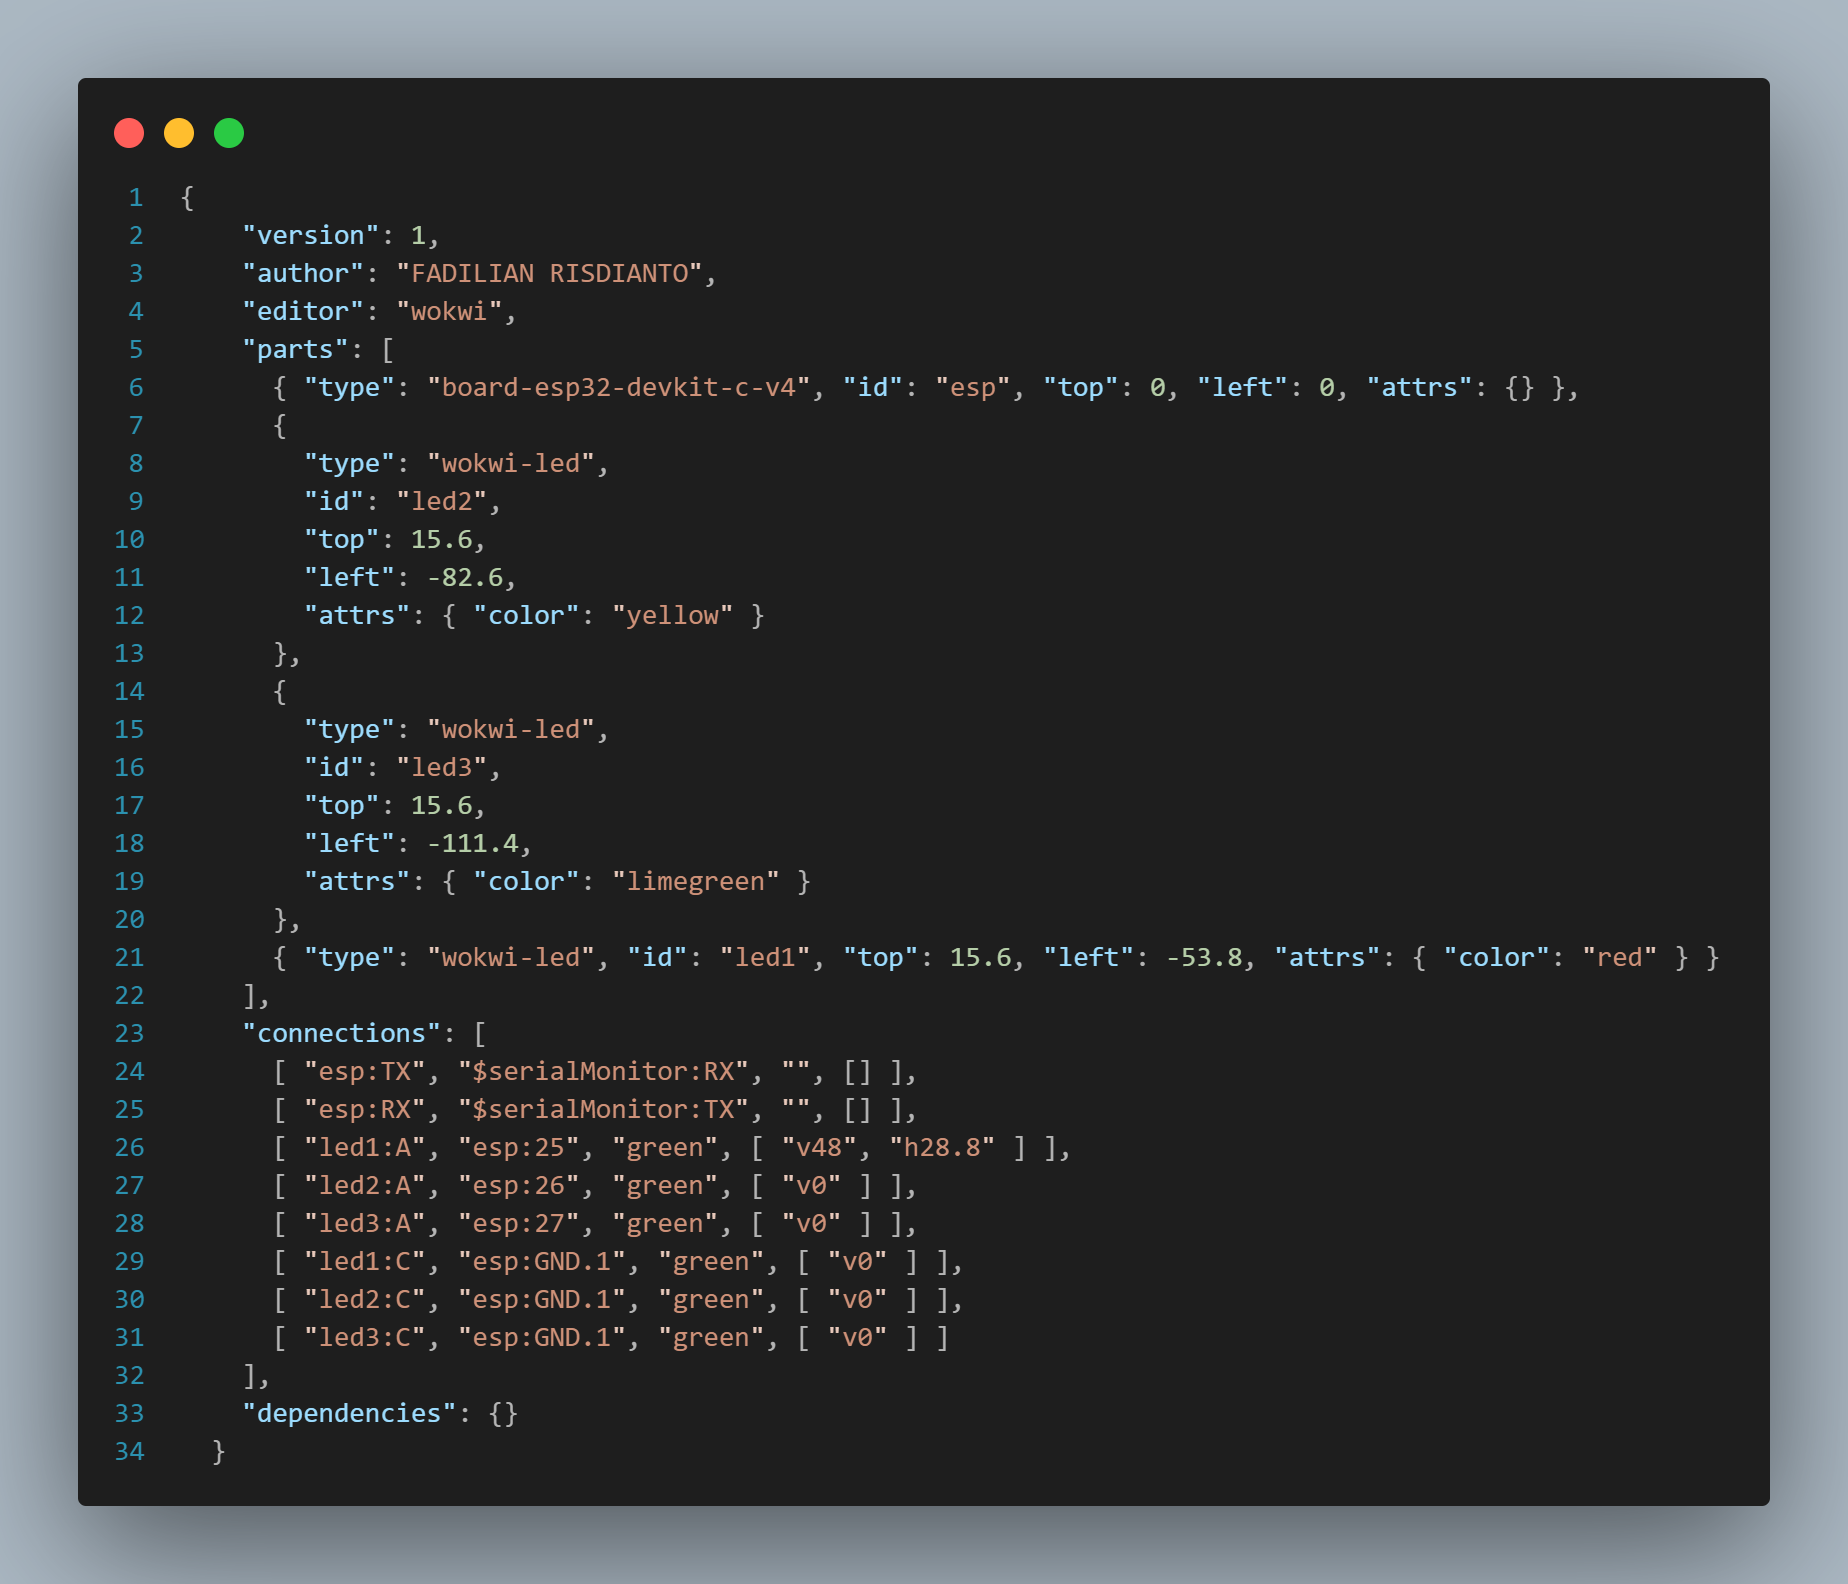 1 {
2     "version": 1,
3     "author": "FADILIAN RISDIANTO",
4     "editor": "wokwi",
5     "parts": [
6       { "type": "board-esp32-devkit-c-v4", "id": "esp", "top": 0, "left": 0, "attrs": {} },
7       {
8         "type": "wokwi-led",
9         "id": "led2",
10         "top": 15.6,
11         "left": -82.6,
12         "attrs": { "color": "yellow" }
13       },
14       {
15         "type": "wokwi-led",
16         "id": "led3",
17         "top": 15.6,
18         "left": -111.4,
19         "attrs": { "color": "limegreen" }
20       },
21       { "type": "wokwi-led", "id": "led1", "top": 15.6, "left": -53.8, "attrs": { "color": "red" } }
22     ],
23     "connections": [
24       [ "esp:TX", "$serialMonitor:RX", "", [] ],
25       [ "esp:RX", "$serialMonitor:TX", "", [] ],
26       [ "led1:A", "esp:25", "green", [ "v48", "h28.8" ] ],
27       [ "led2:A", "esp:26", "green", [ "v0" ] ],
28       [ "led3:A", "esp:27", "green", [ "v0" ] ],
29       [ "led1:C", "esp:GND.1", "green", [ "v0" ] ],
30       [ "led2:C", "esp:GND.1", "green", [ "v0" ] ],
31       [ "led3:C", "esp:GND.1", "green", [ "v0" ] ]
32     ],
33     "dependencies": {}
34   }